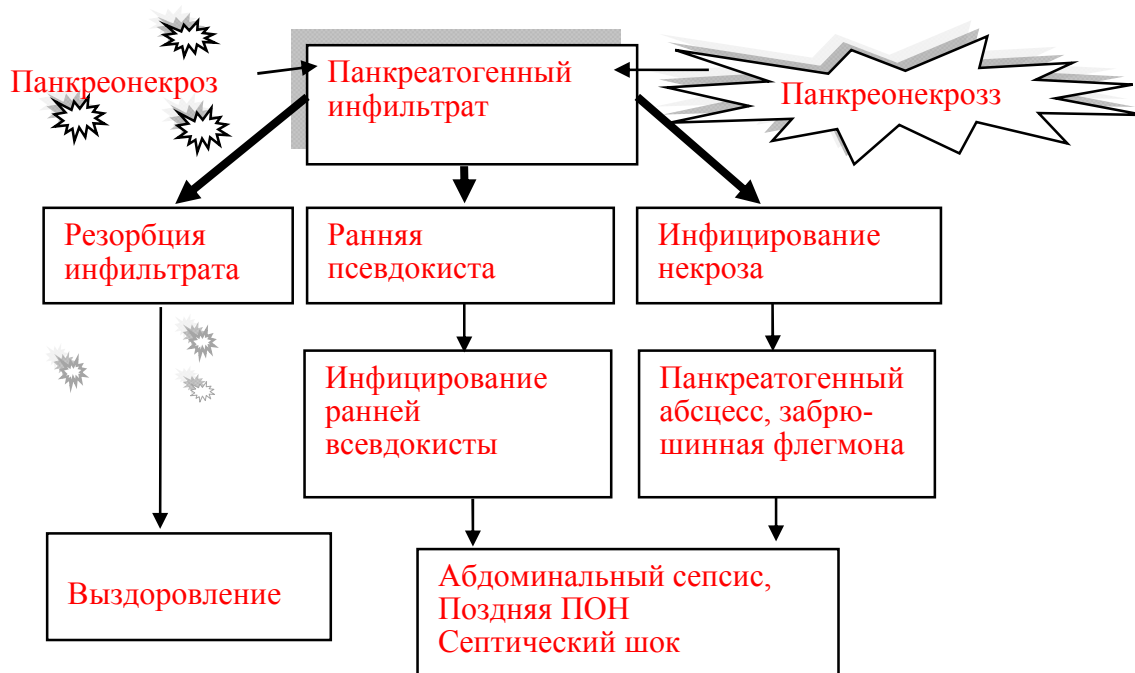 Панкреонекроз
Панкреатогенный
инфильтрат
Панкреонекрозз
Резорбция
инфильтрата
Ранняя
псевдокиста
Инфицирование
некроза
Инфицирование
ранней
всевдокисты
Панкреатогенный
абсцесс, забрю-
шинная флегмона
Выздоровление
Абдоминальный сепсис,
Поздняя ПОН
Септический шок